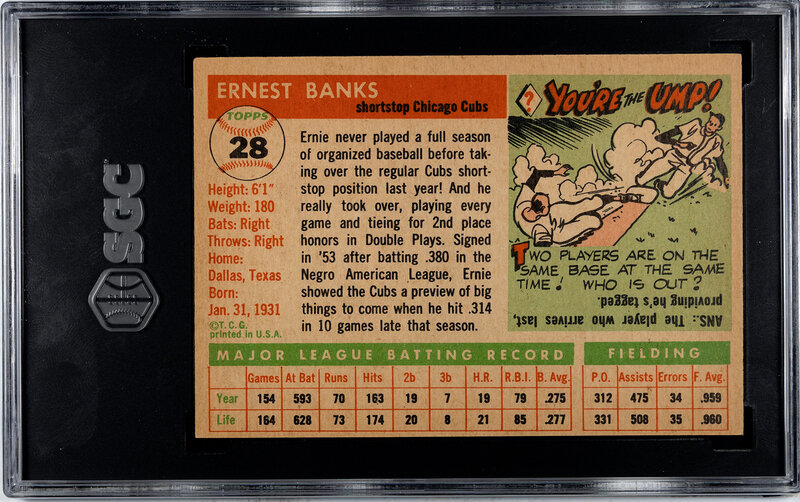 SGC
ERNEST BANKS
shortstop Chicago Cubs
TOPPS
28
Height: 6'1"
Weight: 180
Bats: Right
Throws: Right
Home:
Dallas, Texas
Born:
Jan. 31, 1931
©T. C. G.
printed in U.S.A.
Ernie never played a full season
of organized baseball before tak-
ing over the regular Cubs short-
stop position last year! And he
really took over, playing every
game and tieing for 2nd place
honors in Double Plays. Signed
in '53 after batting .380 in the
Negro American League, Ernie
showed the Cubs a preview of big
things to come when he hit .314
in 10 games late that season.
?
YOU'RE THE UMP!
TWO PLAYERS ARE ON THE
SAME BASE AT THE SAME
TIME! WHO IS OUT?
ANS.: The player who arrives last,
providing he's tagged.
MAJOR LEAGUE BATTING RECORD
FIELDING
Games At Bat Runs Hits 2b 3b H.R. R.B.I. B. Avg. P.O. Assists Errors F. Avg.
Year 154 593 70 163 19 7 19 79 .275 312 475 34 .959
Life 164 628 73 174 20 8 21 85 .277 331 508 35 .960